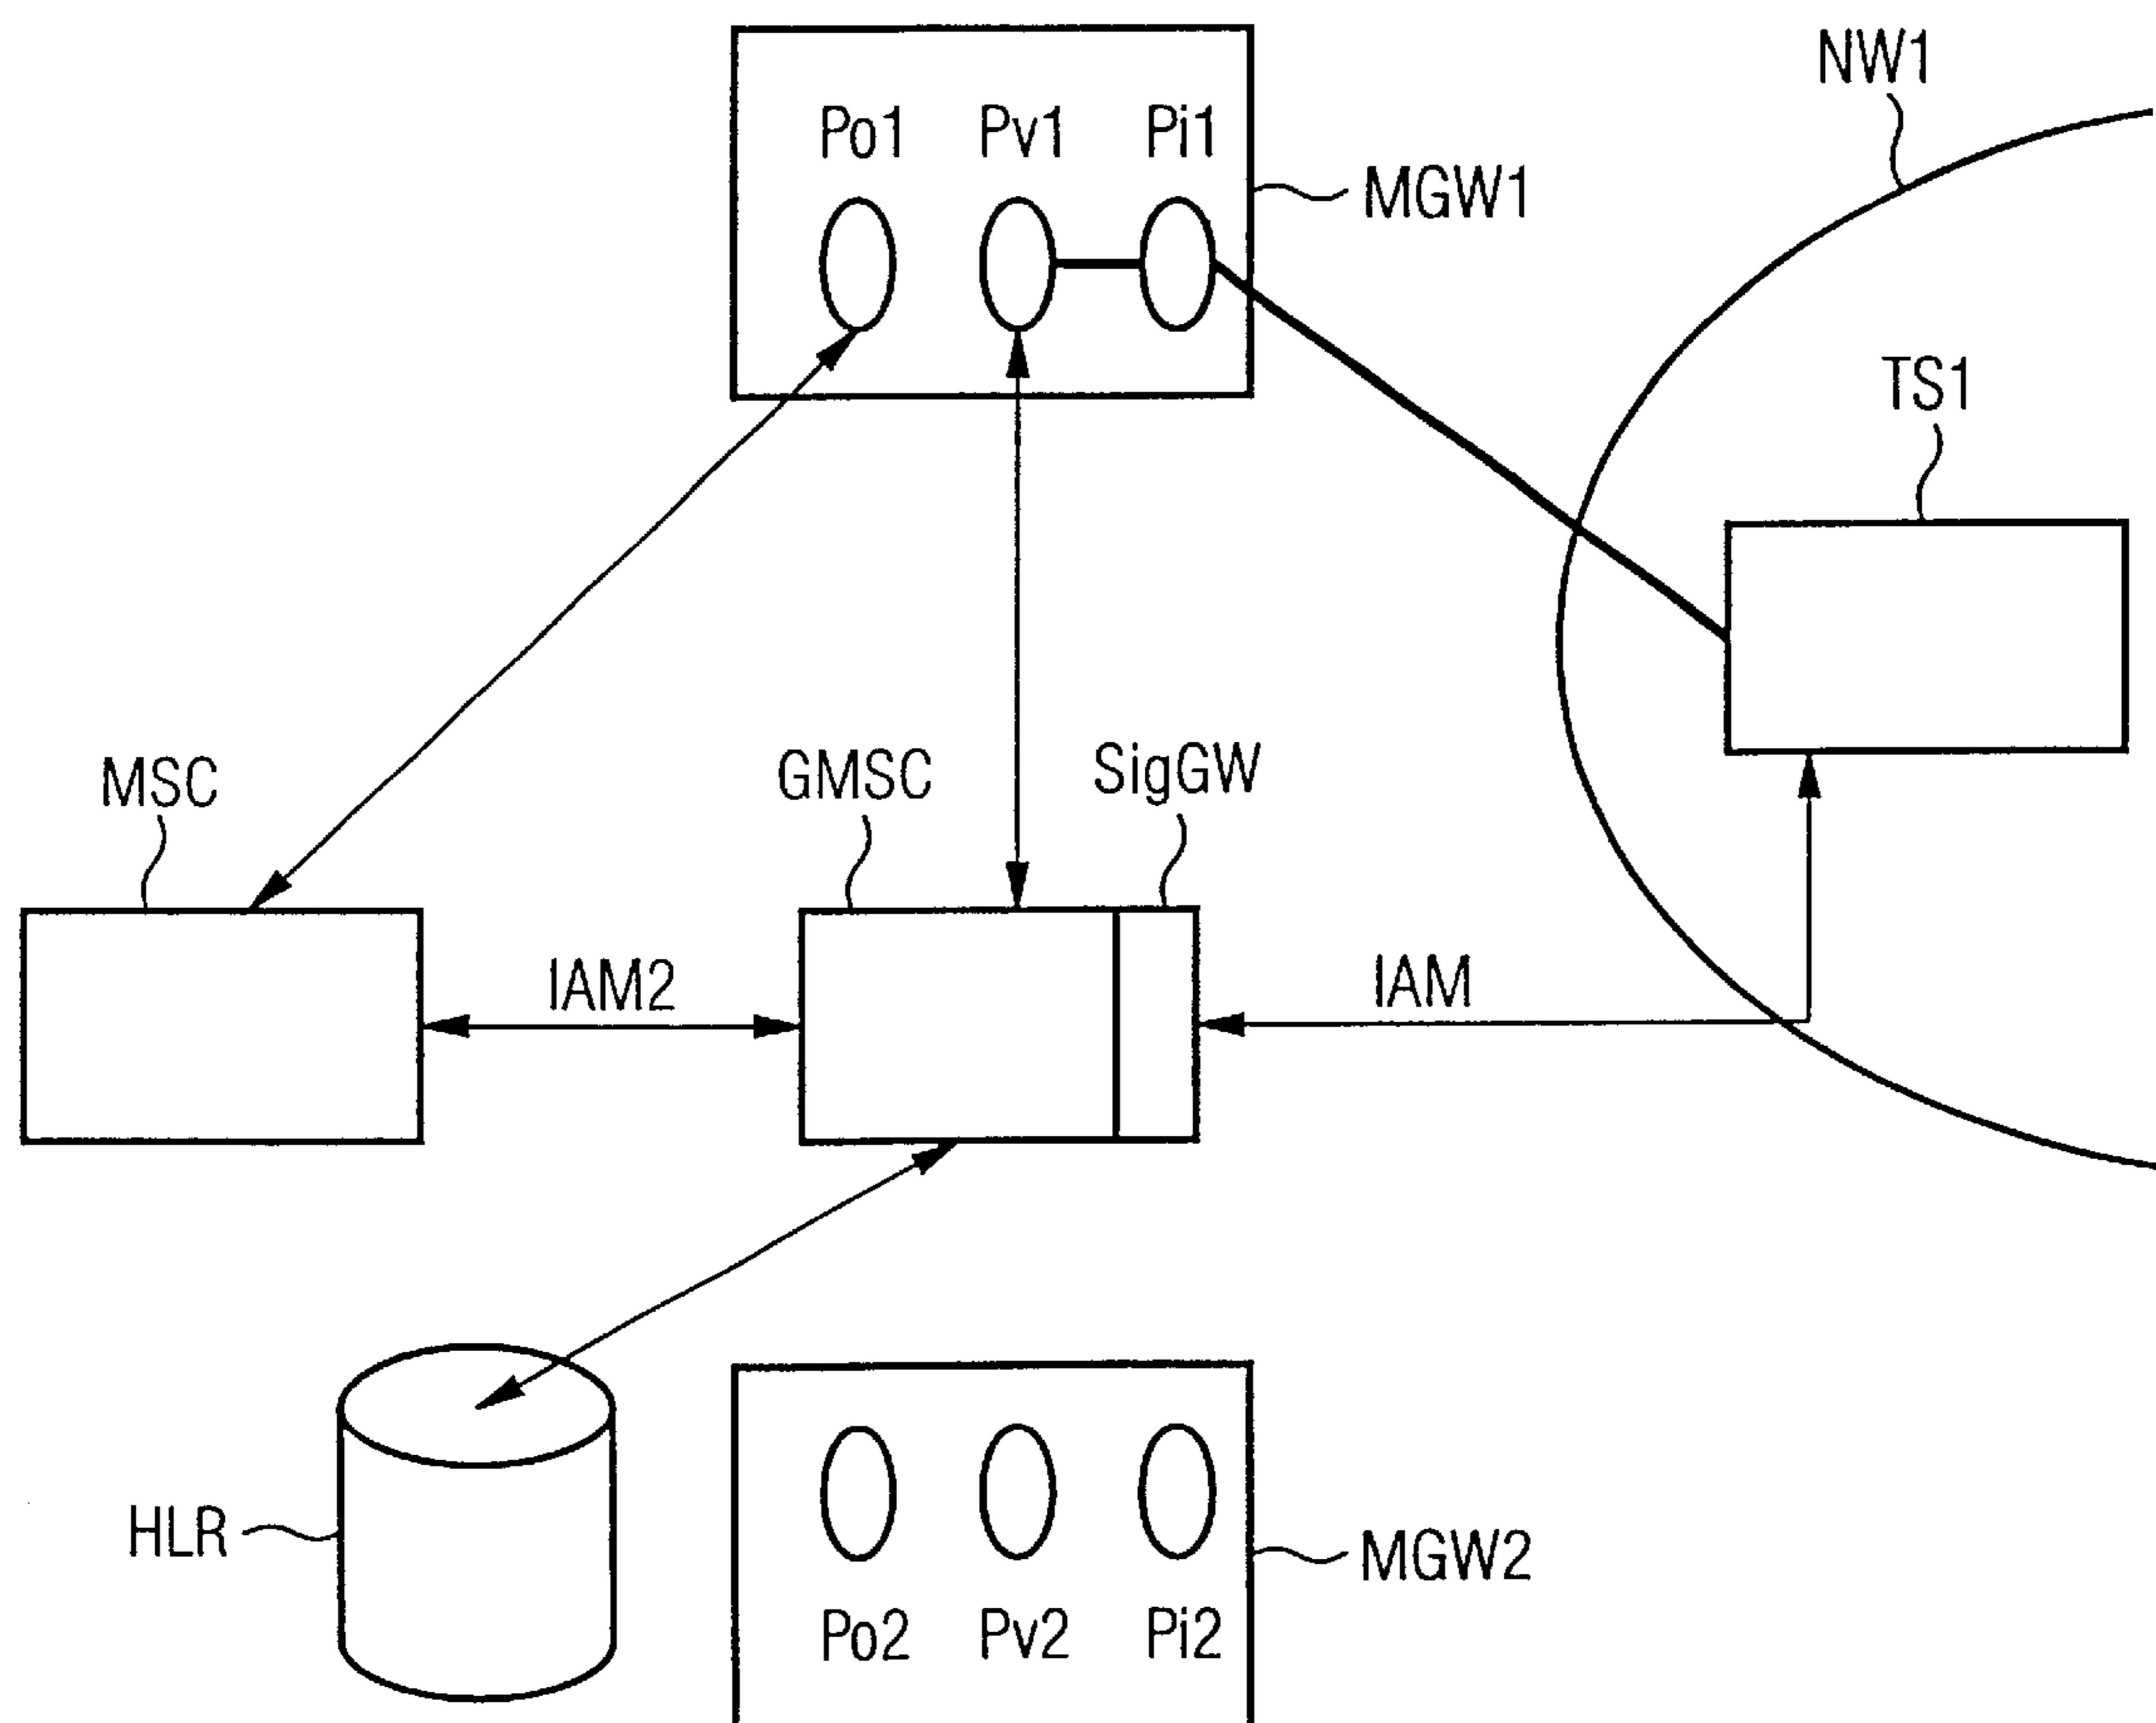 NW1
Po1 Pv1 Pi1
MGW1
TS1
MSC
GMSC
SigGW
IAM2
IAM
HLR
MGW2
Po2 Pv2 Pi2